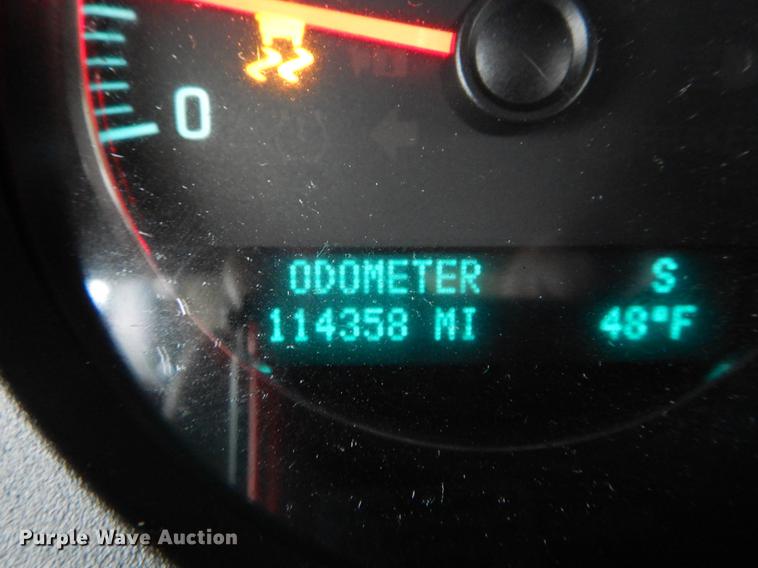 0
ODOMETER S
114358 MI 48°F
Purple Wave Auction